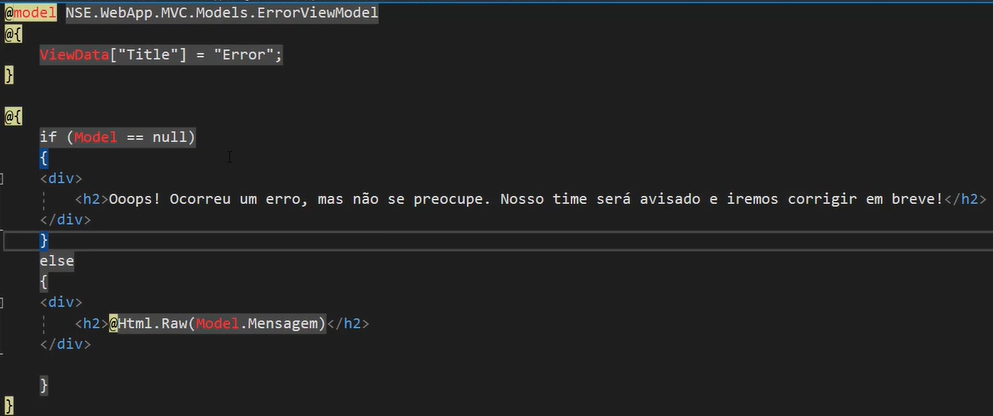 @model NSE.WebApp.MVC.Models.ErrorViewModel
@{
ViewData["Title"] = "Error";
}
@{
if (Model == null)
{
<div>
<h2>Ooops! Ocorreu um erro, mas não se preocupe. Nosso time será avisado e iremos corrigir em breve!</h2>
</div>
}
else
{
<div>
<h2>@Html.Raw(Model.Mensagem)</h2>
</div>
}
}